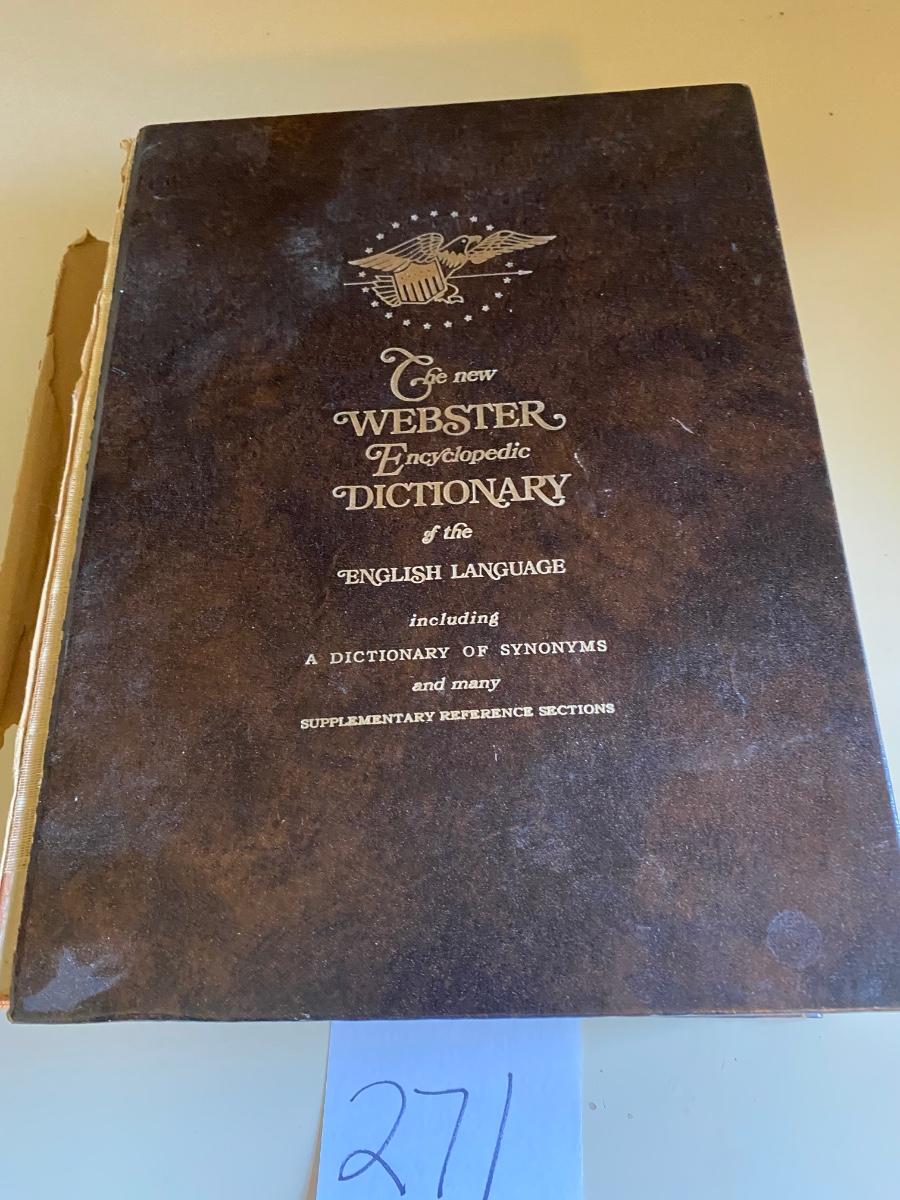 The new
WEBSTER
Encyclopedic
DICTIONARY
of the
ENGLISH LANGUAGE
including
A DICTIONARY OF SYNONYMS
and many
SUPPLEMENTARY REFERENCE SECTIONS
271